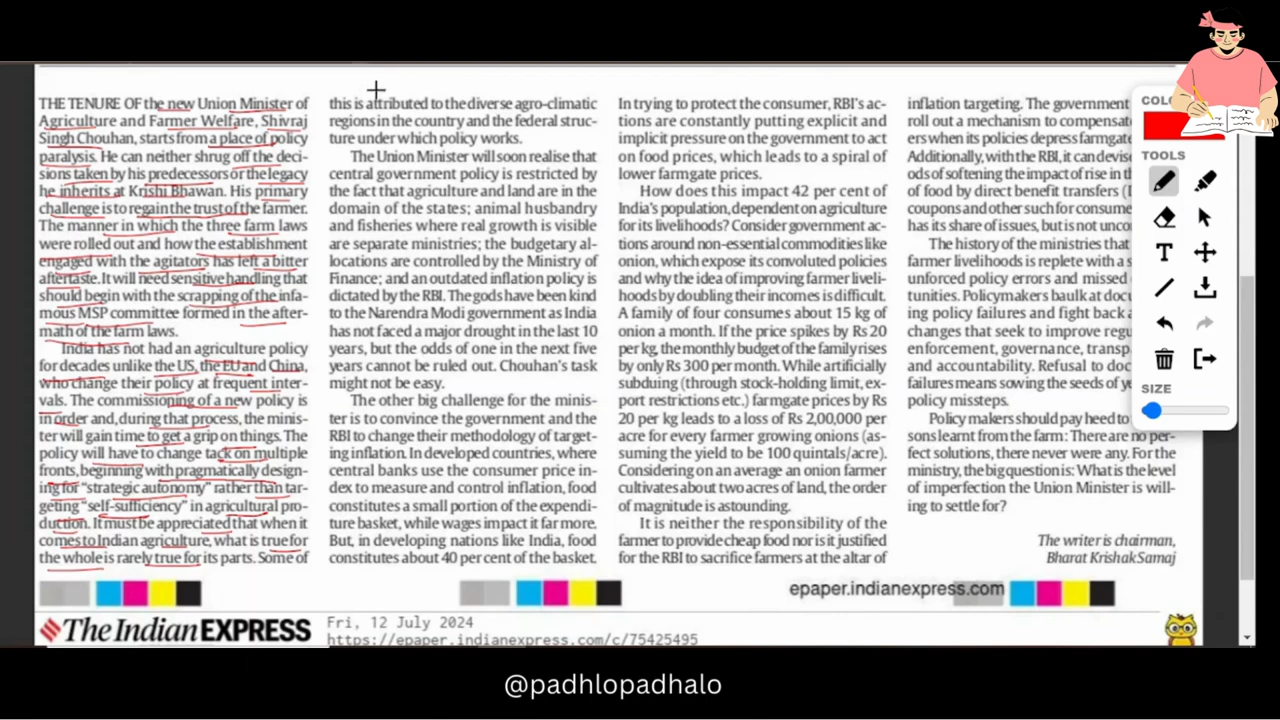 THE TENURE OF the new Union Minister of
Agriculture and Farmer Welfare, Shivraj
Singh Chouhan, starts from a place of policy
paralysis. He can neither shrug off the deci-
sions taken by his predecessors or the legacy
he inherits at Krishi Bhawan. His primary
challenge is to regain the trust of the farmer.
The manner in which the three farm laws
were rolled out and how the establishment
engaged with the agitators has left a bitter
aftertaste. It will need sensitive handling that
should begin with the scrapping of the infa-
mous MSP committee formed in the after-
math of the farm laws.
India has not had an agriculture policy
for decades unlike the US, the EU and China,
who change their policy at frequent inter-
vals. The commissioning of a new policy is
in order and, during that process, the minis-
ter will gain time to get a grip on things. The
policy will have to change tack on multiple
fronts, beginning with pragmatically design-
ing for “strategic autonomy” rather than tar-
geting “self-sufficiency” in agricultural pro-
duction. It must be appreciated that when it
comes to Indian agriculture, what is true for
the whole is rarely true for its parts. Some of
this is attributed to the diverse agro-climatic
regions in the country and the federal struc-
ture under which policy works.
The Union Minister will soon realise that
central government policy is restricted by
the fact that agriculture and land are in the
domain of the states; animal husbandry
and fisheries where real growth is visible
are separate ministries; the budgetary al-
locations are controlled by the Ministry of
Finance; and an outdated inflation policy is
dictated by the RBI. The gods have been kind
to the Narendra Modi government as India
has not faced a major drought in the last 10
years, but the odds of one in the next five
years cannot be ruled out. Chouhan’s task
might not be easy.
The other big challenge for the minis-
ter is to convince the government and the
RBI to change their methodology of target-
ing inflation. In developed countries, where
central banks use the consumer price in-
dex to measure and control inflation, food
constitutes a small portion of the expendi-
ture basket, while wages impact it far more.
But, in developing nations like India, food
constitutes about 40 per cent of the basket.
In trying to protect the consumer, RBI’s ac-
tions are constantly putting explicit and
implicit pressure on the government to act
on food prices, which leads to a spiral of
lower farmgate prices.
How does this impact 42 per cent of
India’s population, dependent on agriculture
for its livelihoods? Consider government ac-
tions around non-essential commodities like
onion, which expose its convoluted policies
and why the idea of improving farmer liveli-
hoods by doubling their incomes is difficult.
A family of four consumes about 15 kg of
onion a month. If the price spikes by Rs 20
per kg, the monthly budget of the family rises
by only Rs 300 per month. While artificially
subduing (through stock-holding limit, ex-
port restrictions etc.) farmgate prices by Rs
20 per kg leads to a loss of Rs 2,00,000 per
acre for every farmer growing onions (as-
suming the yield to be 100 quintals/acre).
Considering on an average an onion farmer
cultivates about two acres of land, the order
of magnitude is astounding.
It is neither the responsibility of the
farmer to provide cheap food nor is it justified
for the RBI to sacrifice farmers at the altar of
inflation targeting. The government
roll out a mechanism to compensate
ers when its policies depress farmgate
Additionally, with the RBI, it can devise
ods of softening the impact of rise in th
of food by direct benefit transfers (
coupons and other such for consume
has its share of issues, but is not unco
The history of the ministries that
farmer livelihoods is replete with a s
unforced policy errors and missed
tunities. Policymakers baulk at docu
ing policy failures and fight back a
changes that seek to improve regu
enforcement, governance, transp
and accountability. Refusal to doc
failures means sowing the seeds of ye
policy missteps.
Policy makers should pay heed to
sons learnt from the farm: There are no per-
fect solutions, there never were any. For the
ministry, the big question is: What is the level
of imperfection the Union Minister is will-
ing to settle for?
The writer is chairman,
Bharat Krishak Samaj
epaper.indianexpress.com
The Indian EXPRESS
Fri, 12 July 2024
https://epaper.indianexpress.com/c/75425495
COLO
TOOLS
T
SIZE
@padhlopadhalo